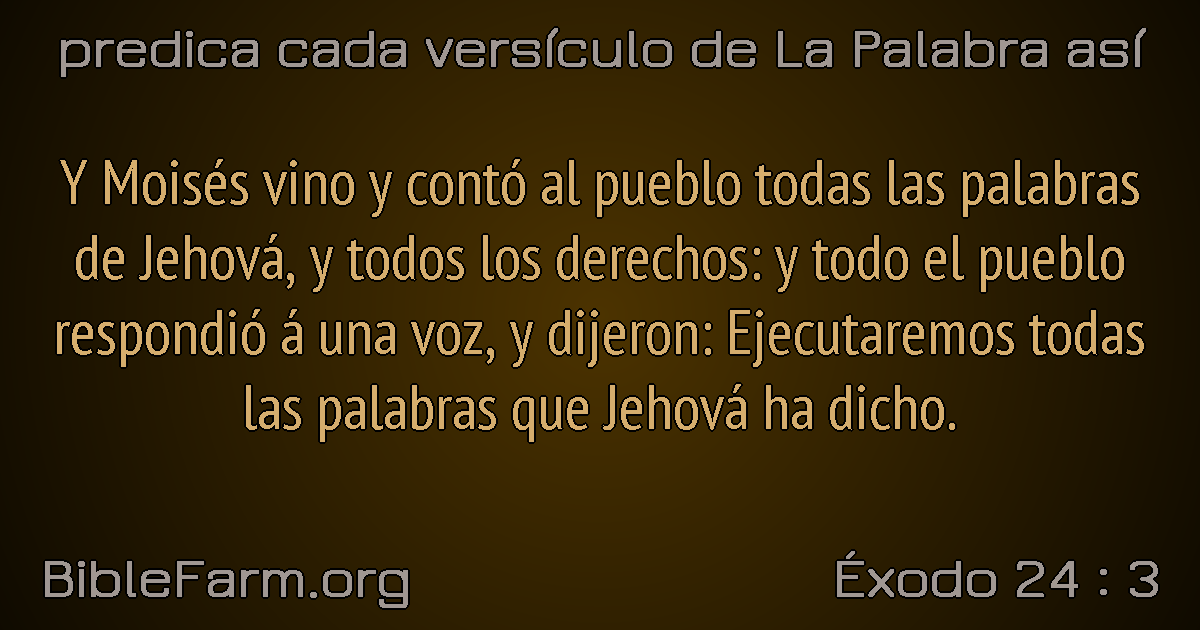 predica cada versículo de La Palabra así
Y Moisés vino y contó al pueblo todas las palabras
de Jehová, y todos los derechos: y todo el pueblo
respondió á una voz, y dijeron: Ejecutaremos todas
las palabras que Jehová ha dicho.
BibleFarm.org
Éxodo 24 : 3